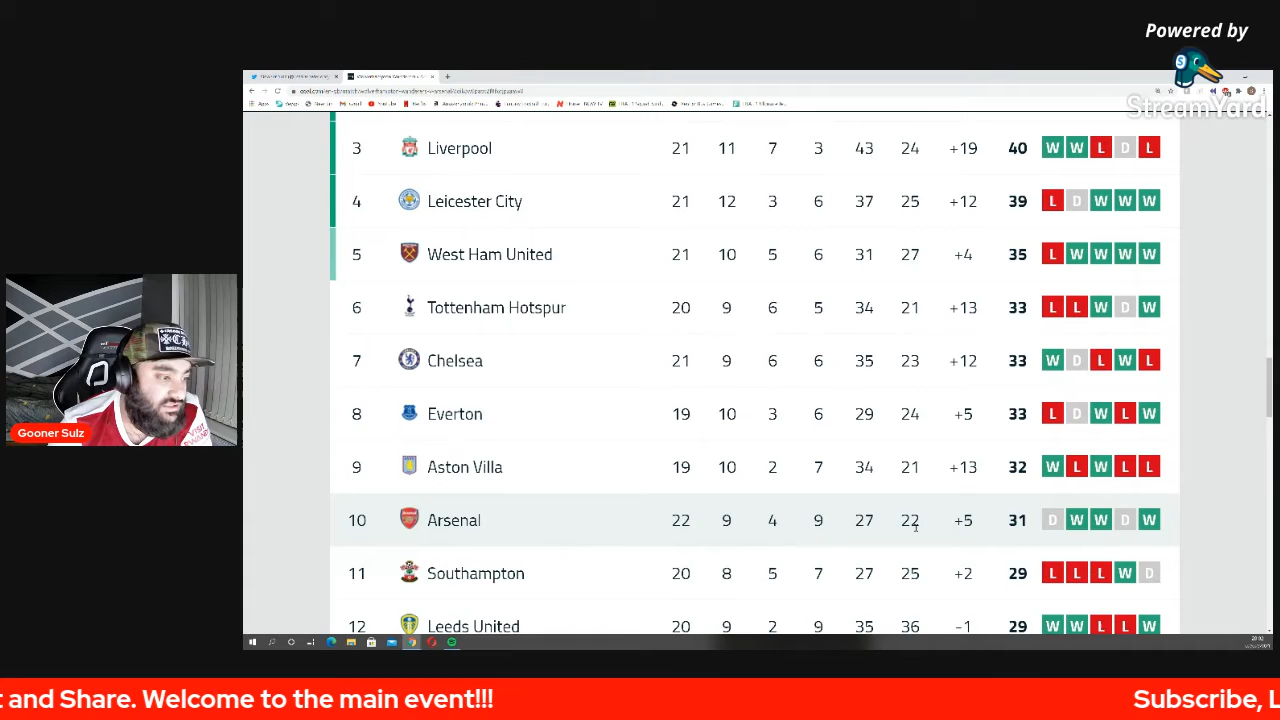 Powered by
StreamYard
3 Liverpool 21 11 7 3 43 24 +19 40 W W L D L
4 Leicester City 21 12 3 6 37 25 +12 39 L D W W W
5 West Ham United 21 10 5 6 31 27 +4 35 L W W W W
6 Tottenham Hotspur 20 9 6 5 34 21 +13 33 L L W D W
7 Chelsea 21 9 6 6 35 23 +12 33 W D L W L
8 Everton 19 10 3 6 29 24 +5 33 L D W L W
9 Aston Villa 19 10 2 7 34 21 +13 32 W L W L L
10 Arsenal 22 9 4 9 27 22 +5 31 D W W D W
11 Southampton 20 8 5 7 27 25 +2 29 L L L W D
12 Leeds United 20 9 2 9 35 36 -1 29 W W L L W
Gooner Sulz
t and Share. Welcome to the main event!!! Subscribe, L